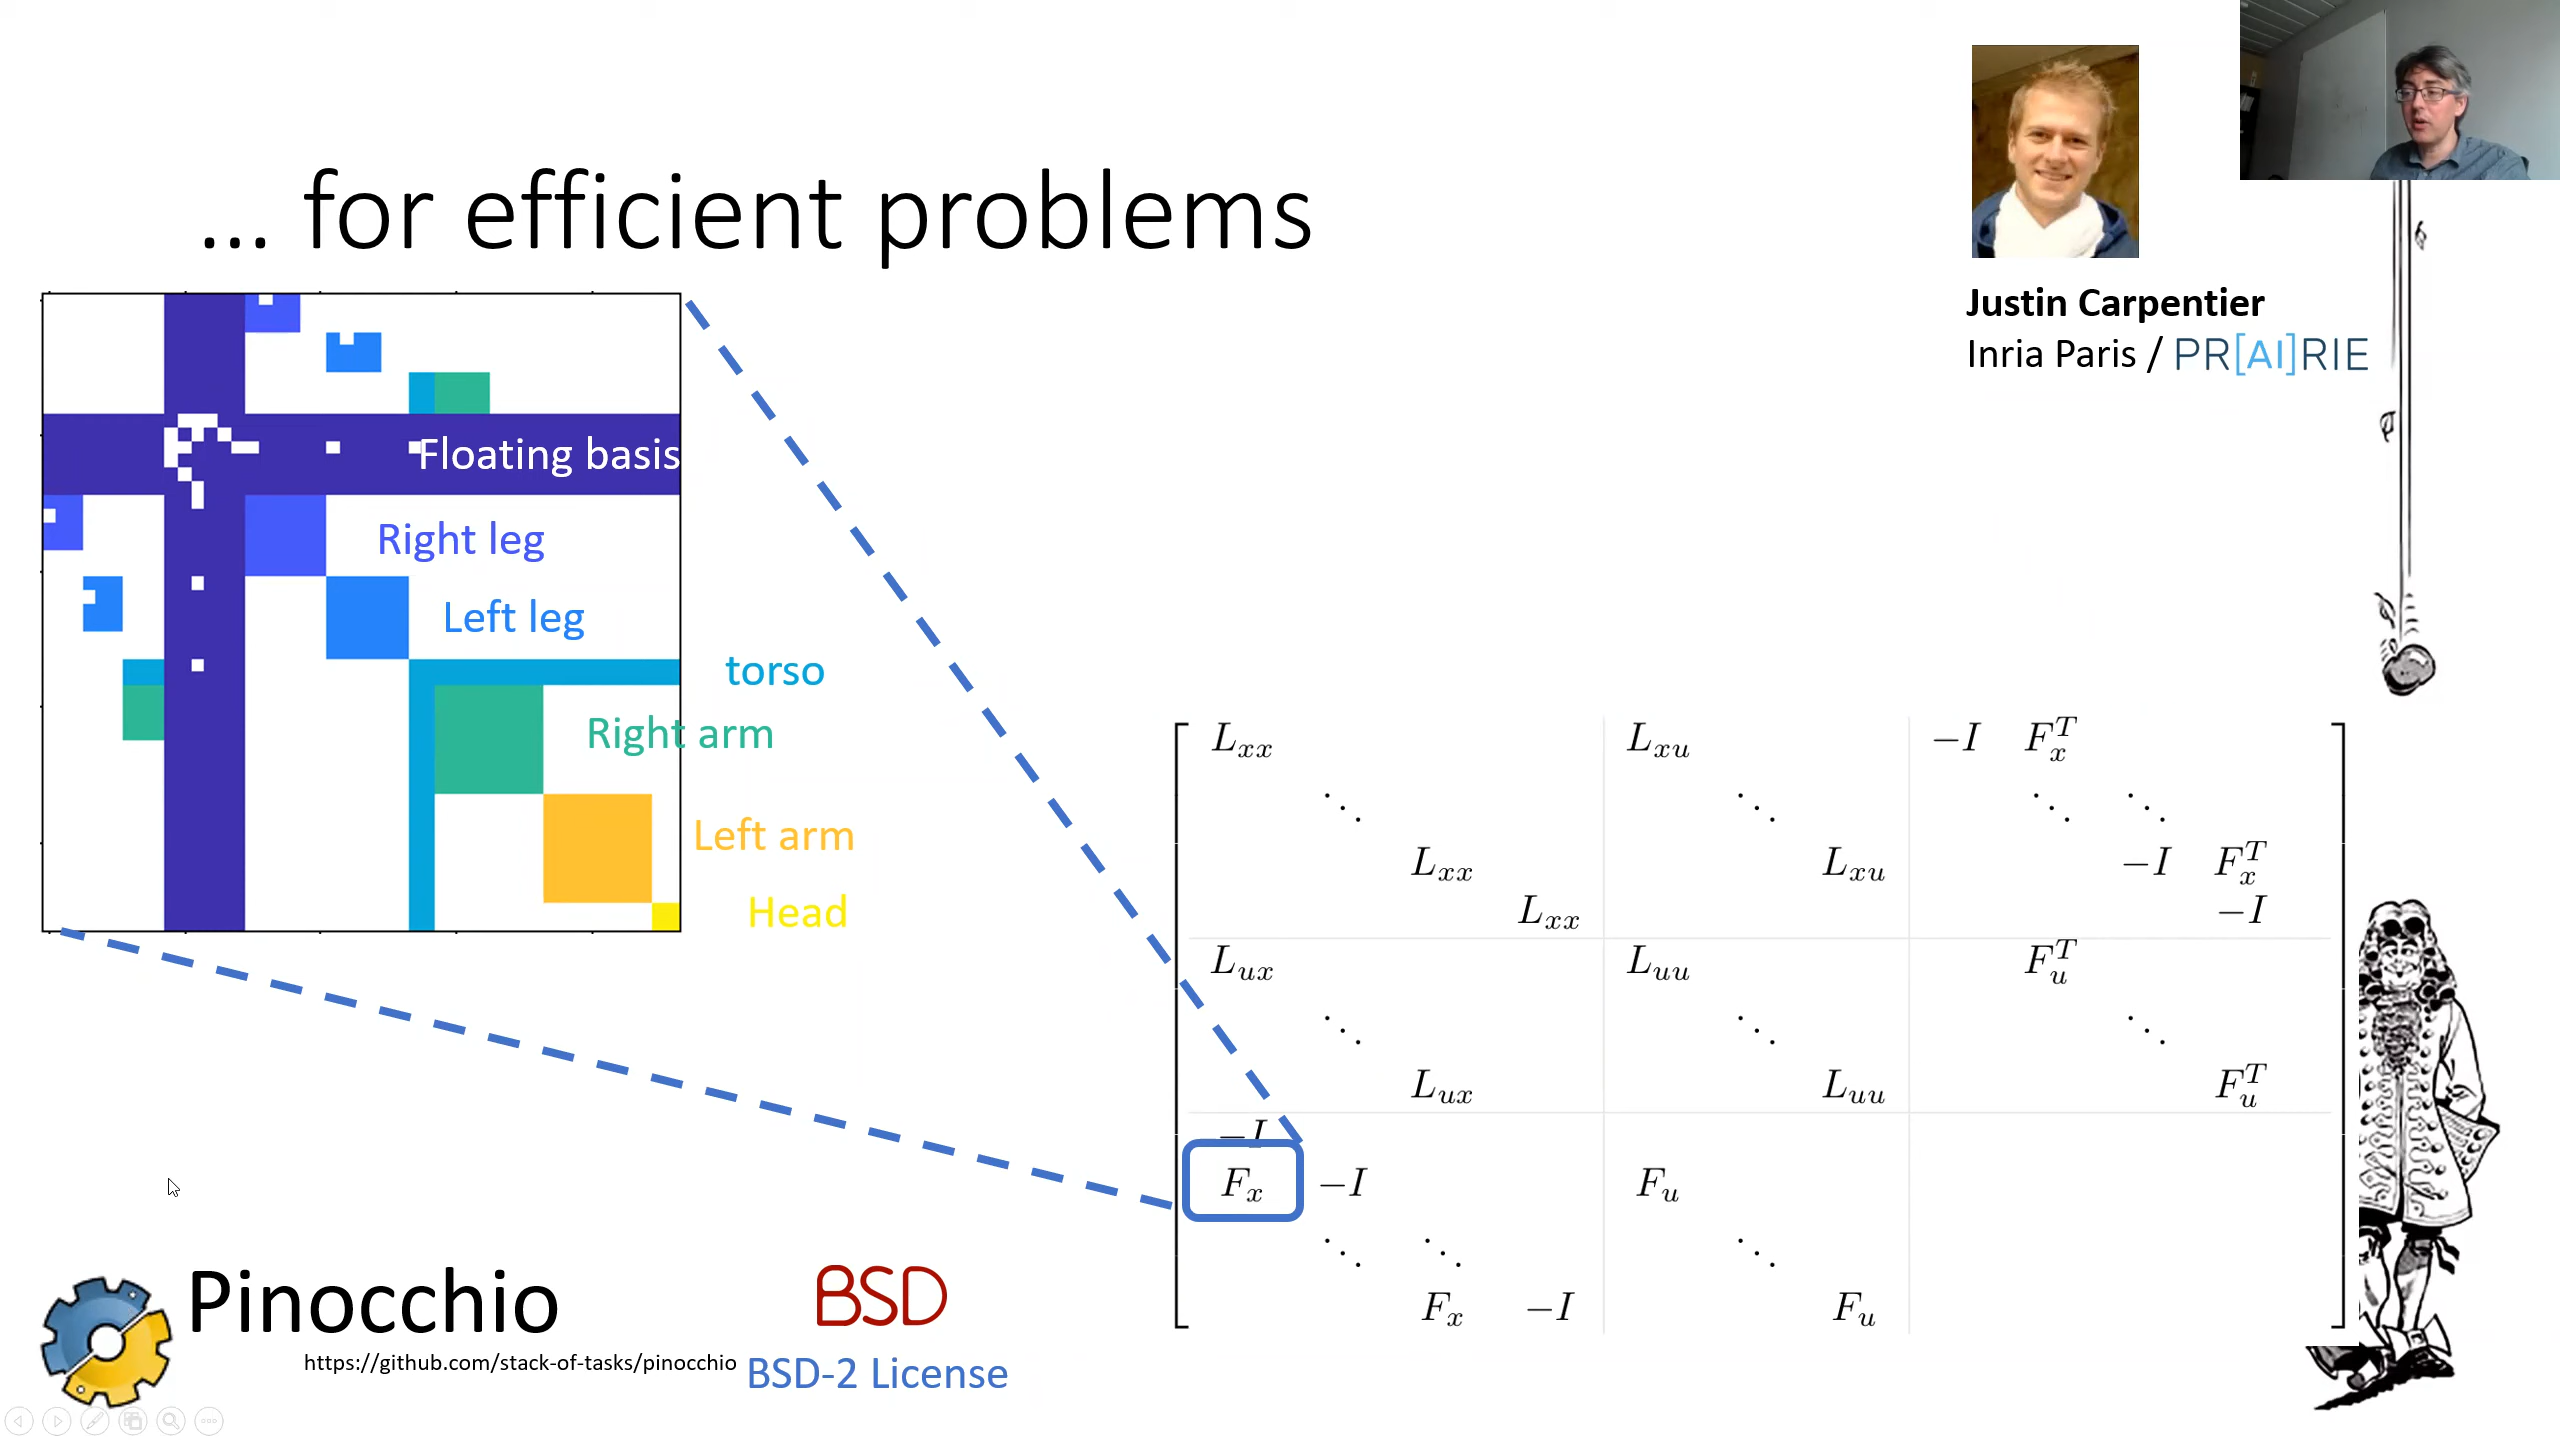 ... for efficient problems
Justin Carpentier
Inria Paris / PR[AI]RIE
Floating basis
Right leg
Left leg
torso
Right arm
Left arm
Head
L_{xx} L_{xu} −I F_x^T
⋱ ⋱ ⋱ ⋱
L_{xx} L_{xu} −I F_x^T
L_{xx} −I
L_{ux} L_{uu} F_u^T
⋱ ⋱ ⋱
L_{ux} L_{uu} F_u^T
−I
F_x −I F_u
⋱ ⋱ ⋱
F_x −I F_u
Pinocchio
https://github.com/stack-of-tasks/pinocchio
BSD
BSD-2 License